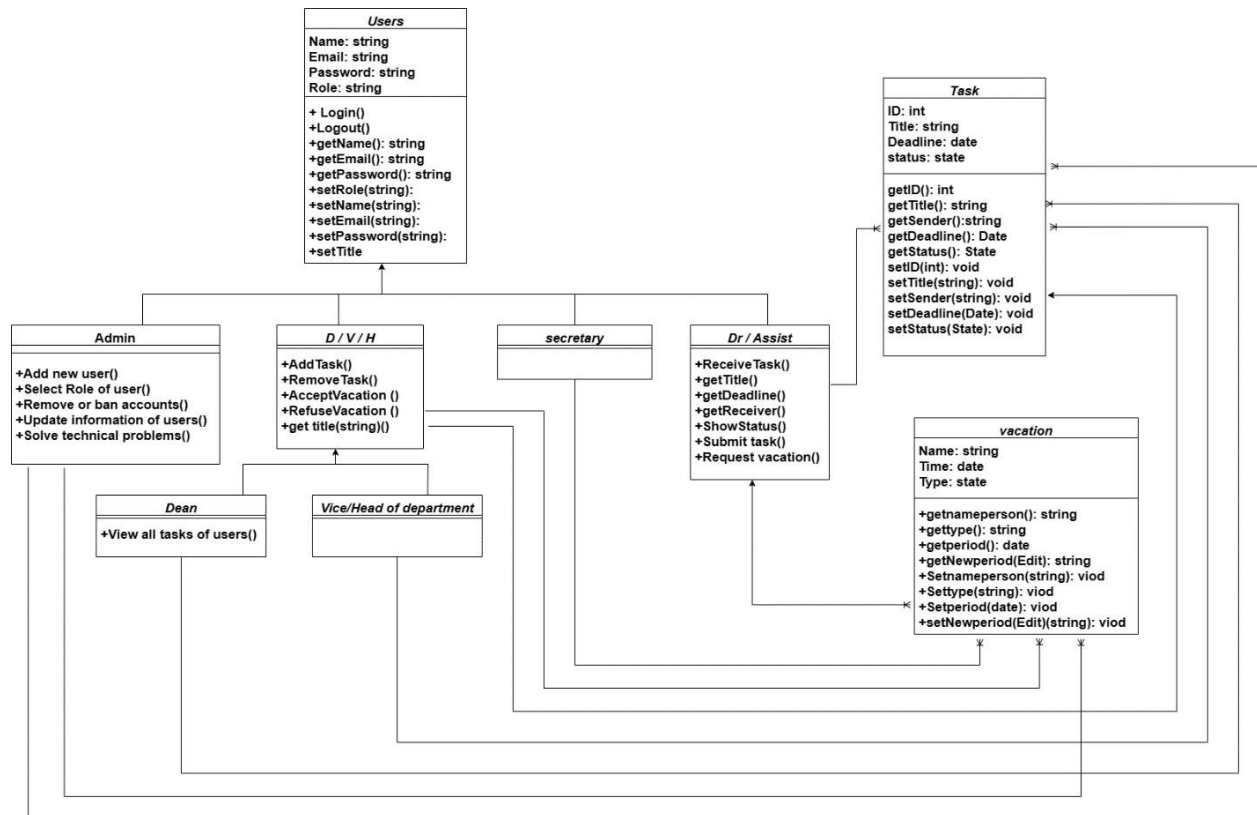 Users
Name: string
Email: string
Password: string
Role: string
+ Login()
+Logout()
+getName(): string
+getEmail(): string
+getPassword(): string
+setRole(string):
+setName(string):
+setEmail(string):
+setPassword(string):
+setTitle
Task
ID: int
Title: string
Deadline: date
status: state
getID(): int
getTitle(): string
getSender():string
getDeadline(): Date
getStatus(): State
setID(int): void
setTitle(string): void
setSender(string): void
setDeadline(Date): void
setStatus(State): void
Admin
+Add new user()
+Select Role of user()
+Remove or ban accounts()
+Update information of users()
+Solve technical problems()
D / V / H
+AddTask()
+RemoveTask()
+AcceptVacation ()
+RefuseVacation ()
+get title(string)()
secretary
Dr / Assist
+ReceiveTask()
+getTitle()
+getDeadline()
+getReceiver()
+ShowStatus()
+Submit task()
+Request vacation()
Dean
+View all tasks of users()
Vice/Head of department
vacation
Name: string
Time: date
Type: state
+getnameperson(): string
+gettype(): string
+getperiod(): date
+getNewperiod(Edit): string
+Setnameperson(string): viod
+Settype(string): viod
+Setperiod(date): viod
+setNewperiod(Edit)(string): viod